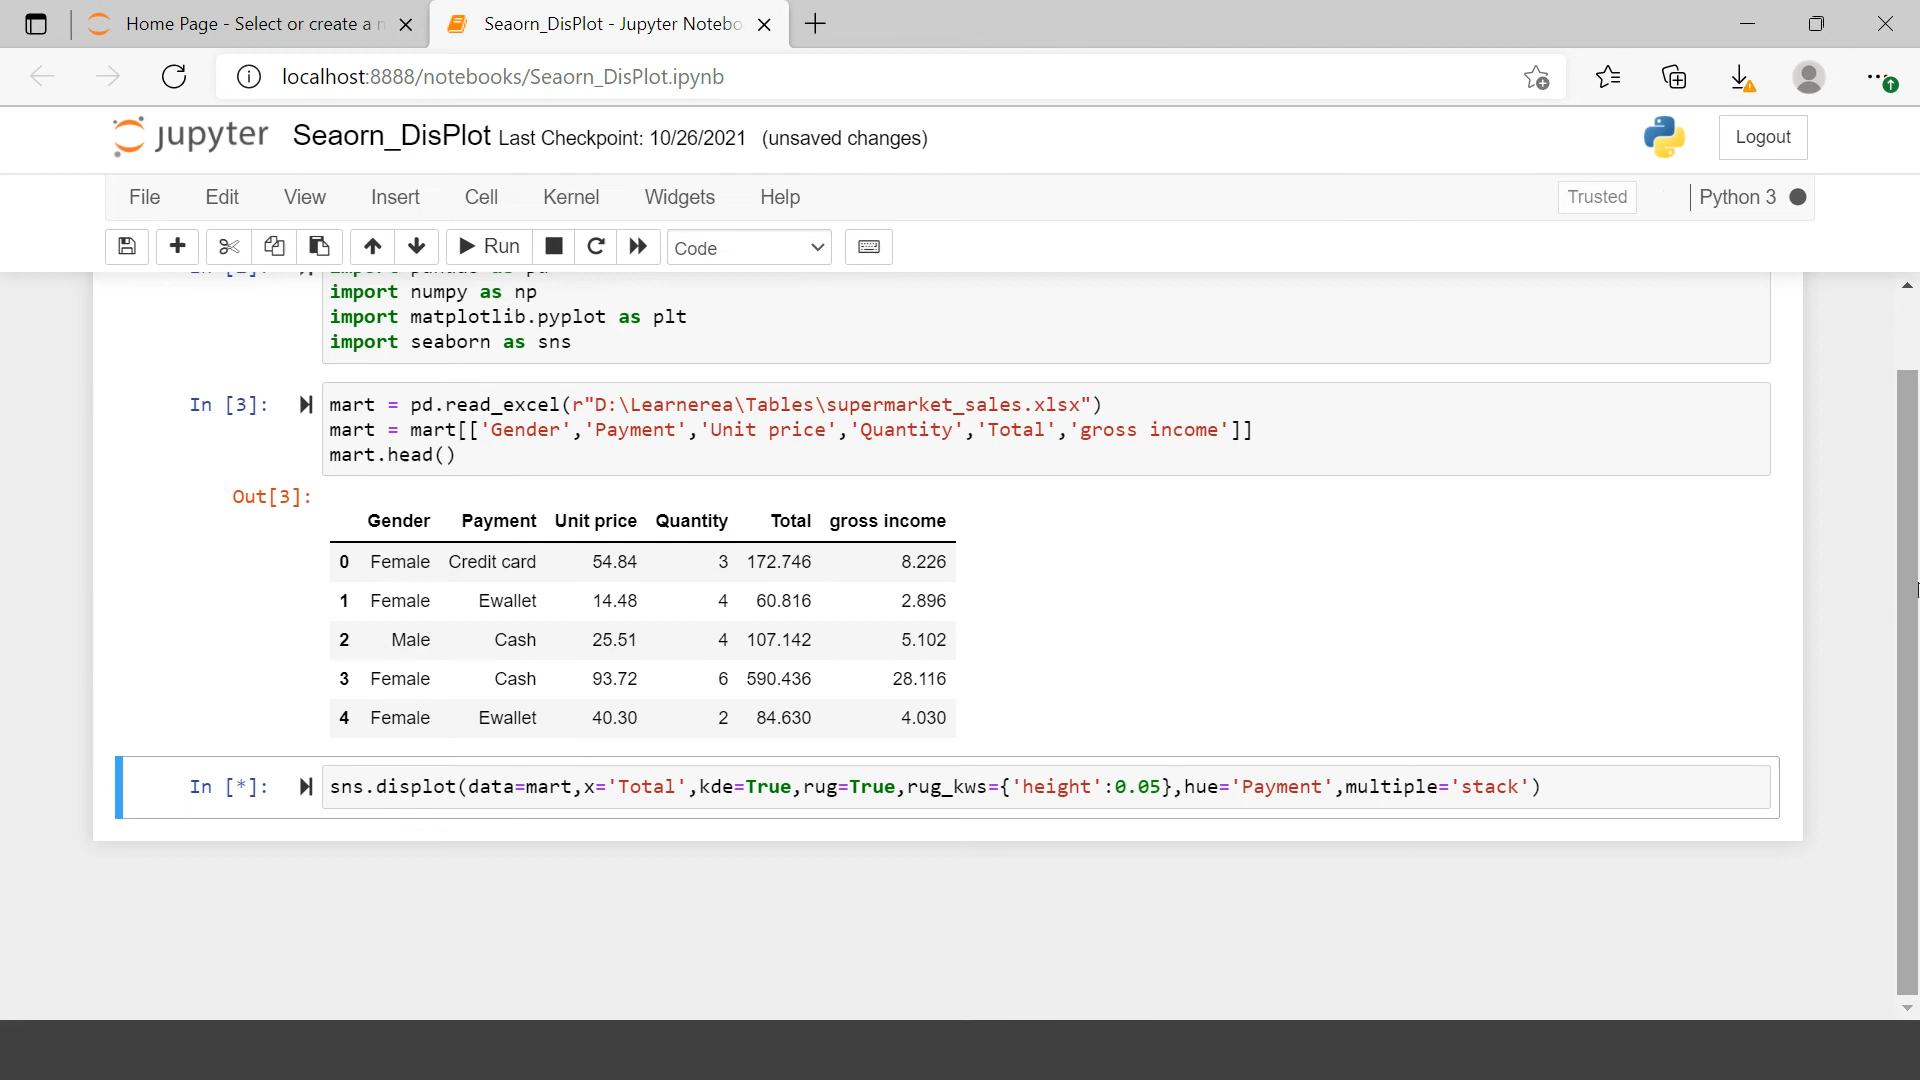 Home Page - Select or create a n
Seaorn_DisPlot - Jupyter Notebo
localhost:8888/notebooks/Seaorn_DisPlot.ipynb
jupyter Seaorn_DisPlot Last Checkpoint: 10/26/2021 (unsaved changes)
Logout
File Edit View Insert Cell Kernel Widgets Help
Trusted
Python 3
Run
Code
import numpy as np
import matplotlib.pyplot as plt
import seaborn as sns
In [3]:
mart = pd.read_excel(r"D:\Learnerea\Tables\supermarket_sales.xlsx")
mart = mart[['Gender','Payment','Unit price','Quantity','Total','gross income']]
mart.head()
Out[3]:
Gender Payment Unit price Quantity Total gross income
0 Female Credit card 54.84 3 172.746 8.226
1 Female Ewallet 14.48 4 60.816 2.896
2 Male Cash 25.51 4 107.142 5.102
3 Female Cash 93.72 6 590.436 28.116
4 Female Ewallet 40.30 2 84.630 4.030
In [*]:
sns.displot(data=mart,x='Total',kde=True,rug=True,rug_kws={'height':0.05},hue='Payment',multiple='stack')